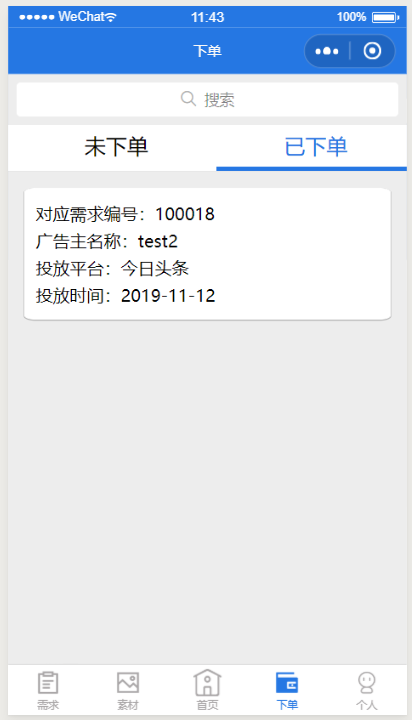 WeChat 11:43 100%
下单
搜索
未下单 已下单
对应需求编号：100018
广告主名称：test2
投放平台：今日头条
投放时间：2019-11-12
需求 素材 首页 下单 个人